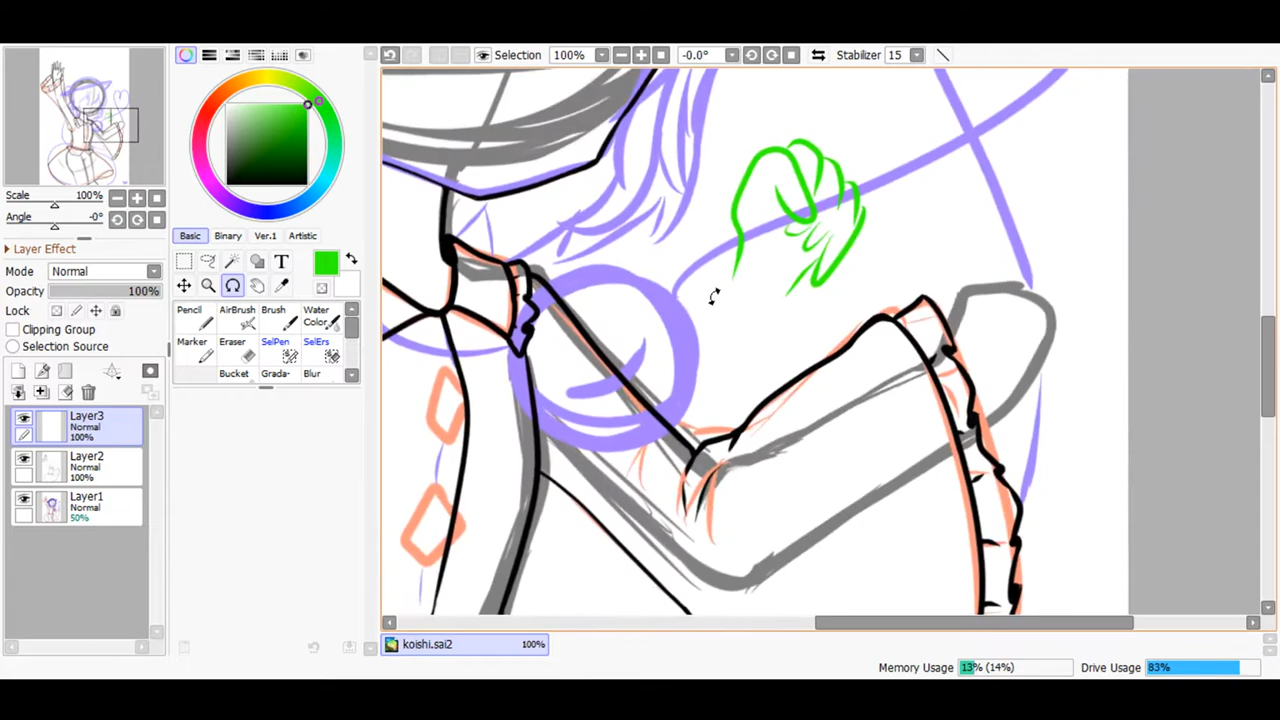 Selection 100% -0.0° Stabilizer 15
Scale 100%
Angle -0°
Layer Effect
Mode Normal
Opacity 100%
Lock
Clipping Group
Selection Source
Layer3
Normal
100%
Layer2
Normal
100%
Layer1
Normal
50%
Basic Binary Ver.1 Artistic
T
Pencil AirBrush Brush Water Color
Marker Eraser SelPen SelErs
Bucket Grada- Blur
koishi.sai2 100%
Memory Usage 13% (14%) Drive Usage 83%